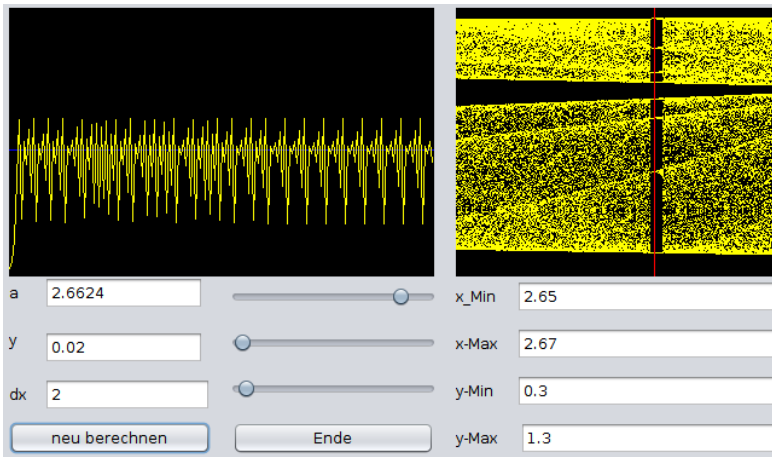 a 2.6624 x_Min 2.65
y 0.02 x-Max 2.67
dx 2 y-Min 0.3
neu berechnen Ende y-Max 1.3